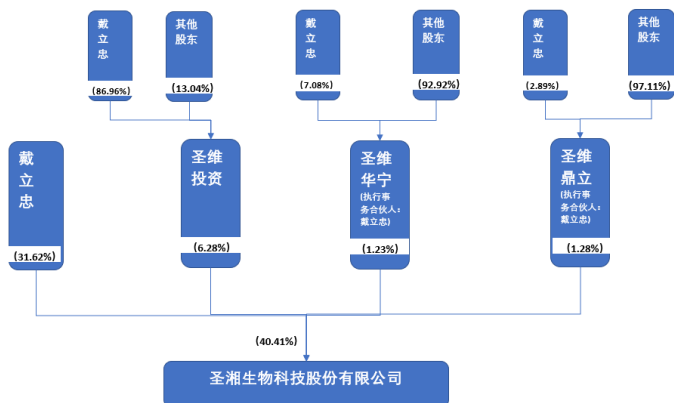 戴
立
忠
(86.96%)
其他
股东
(13.04%)
戴
立
忠
(7.08%)
其他
股东
(92.92%)
戴
立
忠
(2.89%)
其他
股东
(97.11%)
戴
立
忠
(31.62%)
圣维
投资
(6.28%)
圣维
华宁
(执行事
务合伙人：
戴立忠)
(1.23%)
圣维
鼎立
(执行事
务合伙人：
戴立忠)
(1.28%)
(40.41%)
圣湘生物科技股份有限公司